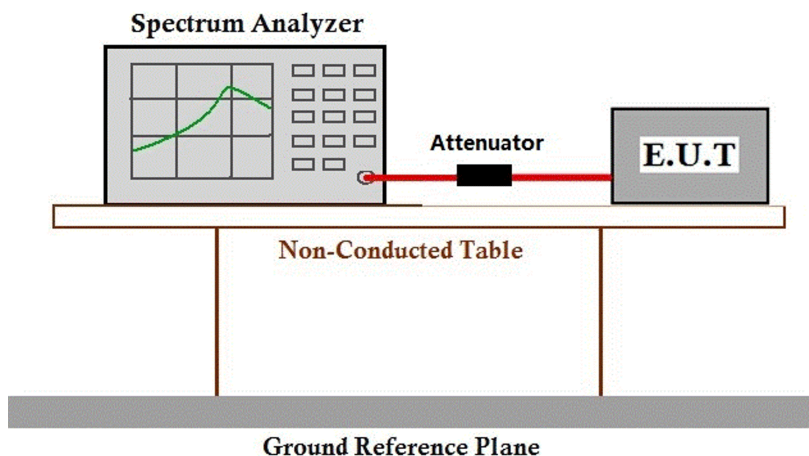 Spectrum Analyzer
Attenuator
E.U.T
Non-Conducted Table
Ground Reference Plane